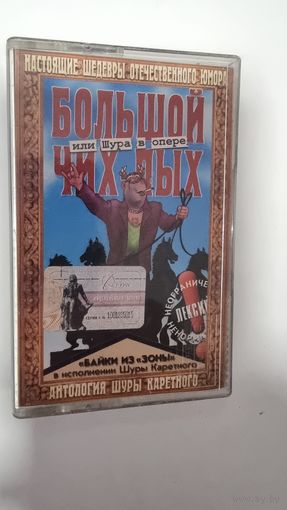 НАСТОЯЩИЕ ШЕДЕВРЫ ОТЕЧЕСТВЕННОГО ЮМОРА
БОЛЬШОЙ
или Шура в опере
ЧИХ-ПЫХ
«БАЙКИ ИЗ «ЗОНЫ»
в исполнении Шуры Каретного
АНТОЛОГИЯ ШУРЫ КАРЕТНОГО